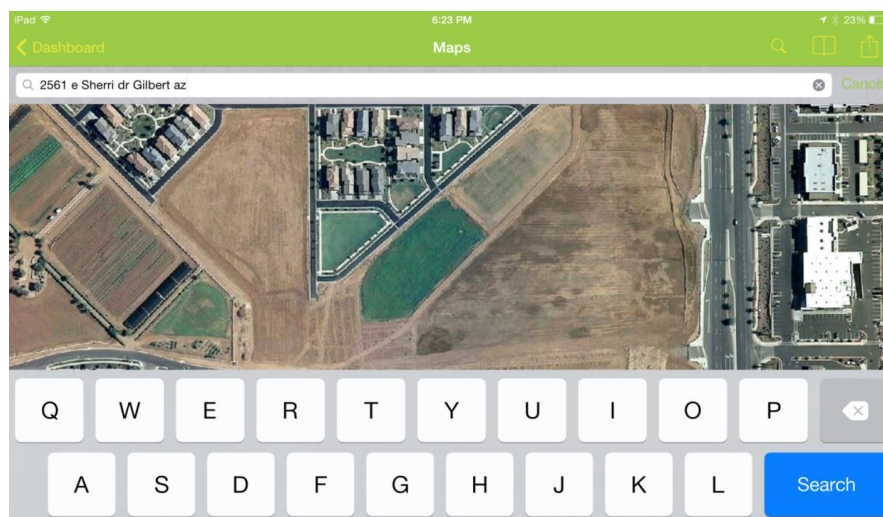 iPad 6:23 PM 23%
Dashboard Maps
2561 e Sherri dr Gilbert az Cancel
Q W E R T Y U I O P
A S D F G H J K L Search